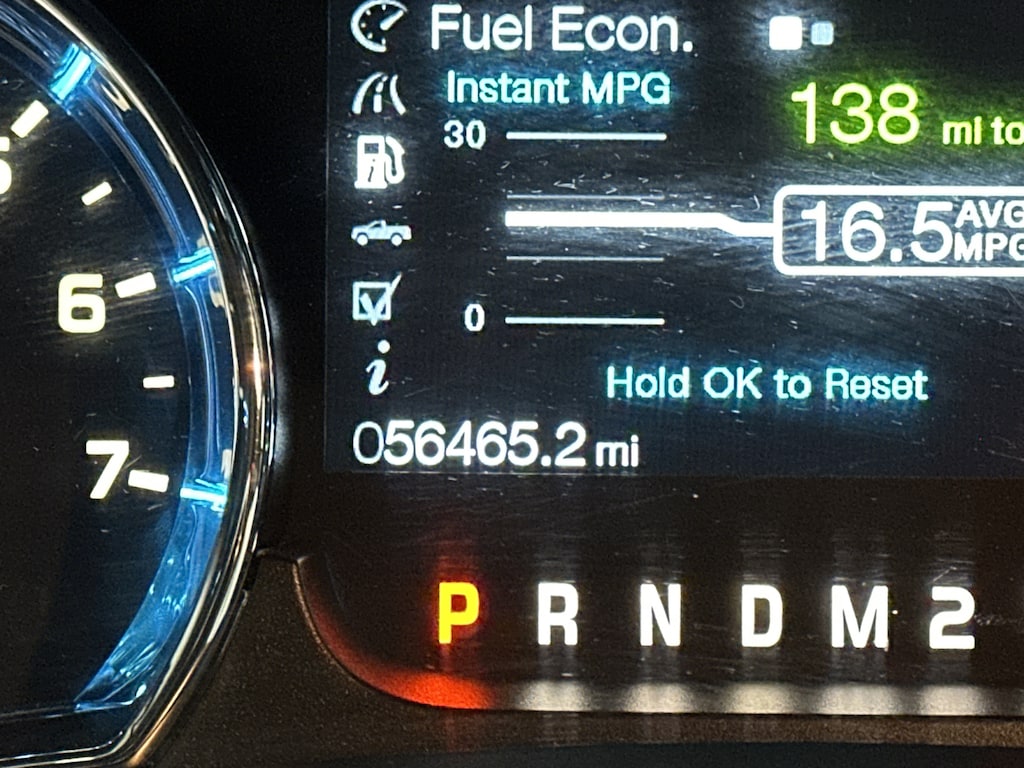 Fuel Econ.
Instant MPG
30
138 mi to
16.5 AVG MPG
0
Hold OK to Reset
056465.2 mi
6
7
P R N D M 2